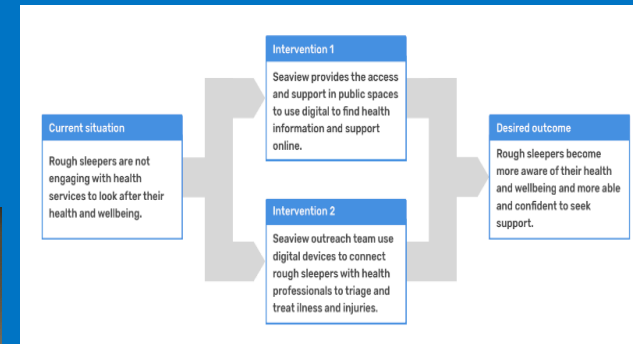 Current situation
Rough sleepers are not
engaging with health
services to look after their
health and wellbeing.
Intervention 1
Seaview provides the access
and support in public spaces
to use digital to find health
information and support
online.
Intervention 2
Seaview outreach team use
digital devices to connect
rough sleepers with health
professionals to triage and
treat ilness and injuries.
Desired outcome
Rough sleepers become
more aware of their health
and wellbeing and more able
and confident to seek
support.